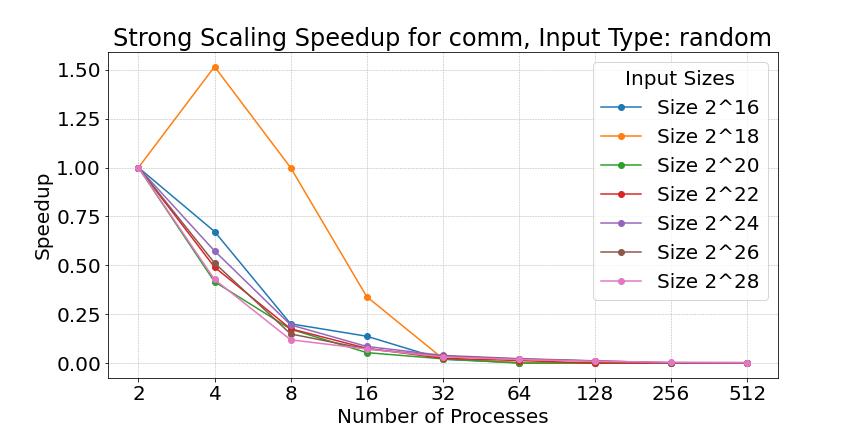 Strong Scaling Speedup for comm, Input Type: random
Speedup
1.50
1.25
1.00
0.75
0.50
0.25
0.00
Input Sizes
Size 2^16
Size 2^18
Size 2^20
Size 2^22
Size 2^24
Size 2^26
Size 2^28
2 4 8 16 32 64 128 256 512
Number of Processes